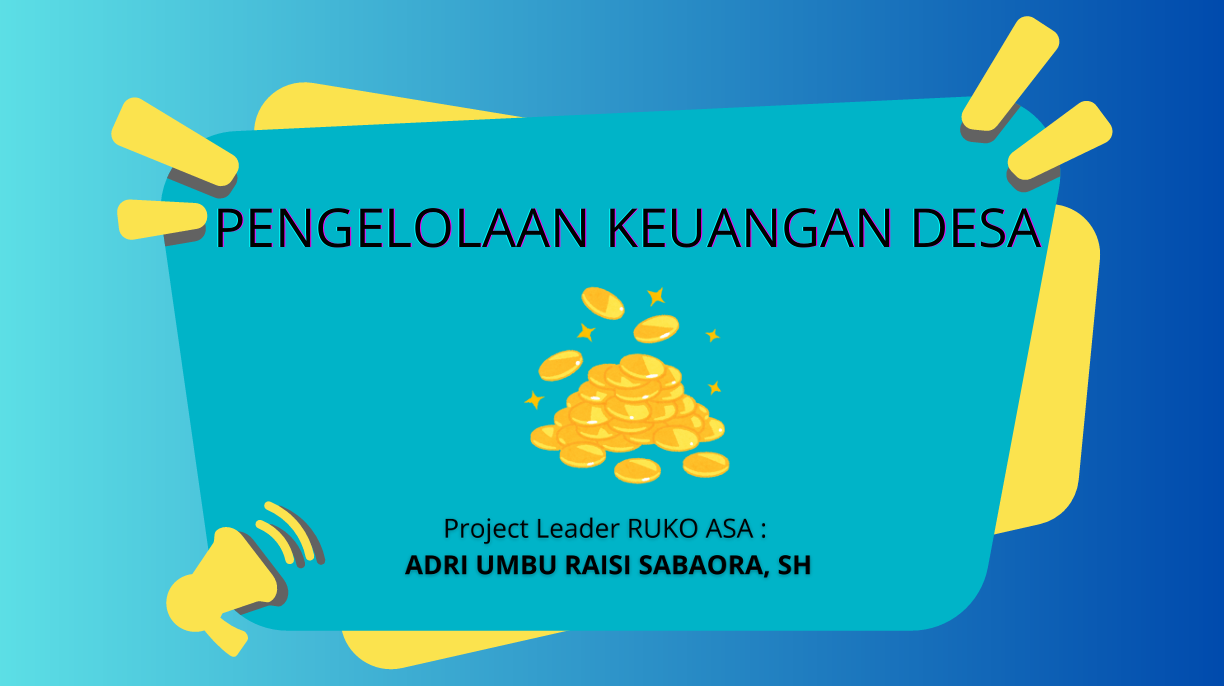 PENGELOLAAN KEUANGAN DESA
Project Leader RUKO ASA :
ADRI UMBU RAISI SABAORA, SH